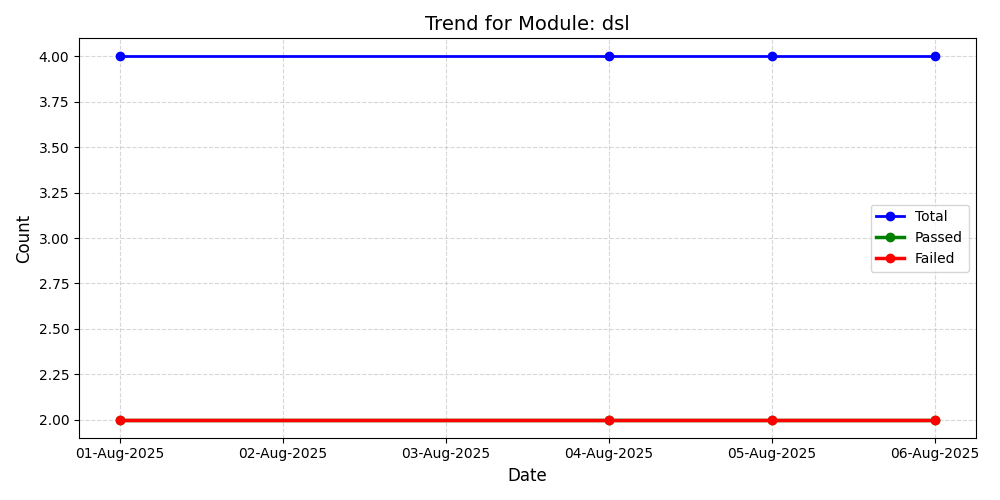 Trend for Module: dsl
4.00
3.75
3.50
3.25
3.00
2.75
2.50
2.25
2.00
Count
Total
Passed
Failed
01-Aug-2025 02-Aug-2025 03-Aug-2025 04-Aug-2025 05-Aug-2025 06-Aug-2025
Date